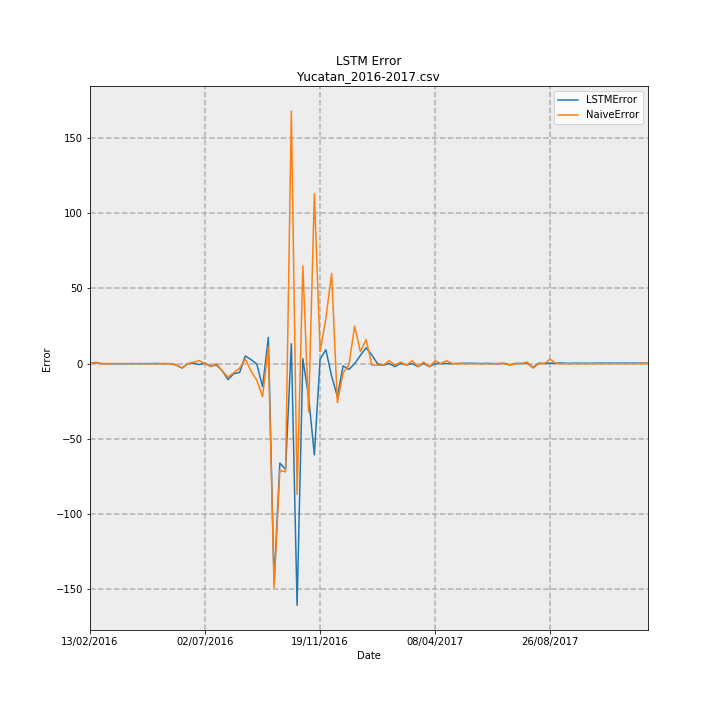 LSTM Error
Yucatan_2016-2017.csv
LSTMError
NaiveError
150
100
50
0
−50
−100
−150
Error
13/02/2016
02/07/2016
19/11/2016
08/04/2017
26/08/2017
Date